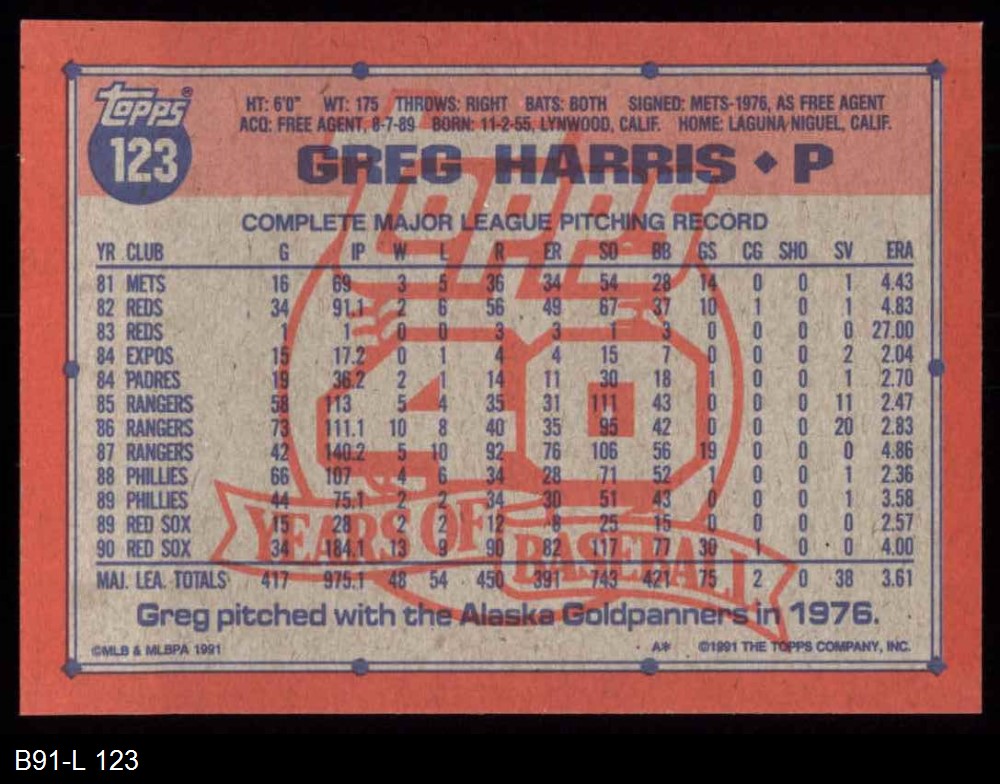 Topps®
123
HT: 6'0" WT: 175 THROWS: RIGHT BATS: BOTH SIGNED: METS-1976, AS FREE AGENT
ACQ: FREE AGENT, 8-7-89 BORN: 11-2-55, LYNWOOD, CALIF. HOME: LAGUNA NIGUEL, CALIF.
GREG HARRIS ♦ P
COMPLETE MAJOR LEAGUE PITCHING RECORD
YR CLUB G IP W L R ER SO BB GS CG SHO SV ERA
81 METS 16 69 3 5 36 34 54 28 14 0 0 1 4.43
82 REDS 34 91.1 2 6 56 49 67 37 10 1 0 1 4.83
83 REDS 1 1 0 0 3 3 1 3 0 0 0 0 27.00
84 EXPOS 15 17.2 0 1 4 4 15 7 0 0 0 2 2.04
84 PADRES 19 36.2 2 1 14 11 30 18 1 0 0 1 2.70
85 RANGERS 58 113 5 4 35 31 111 43 0 0 0 11 2.47
86 RANGERS 73 111.1 10 8 40 35 95 42 0 0 0 20 2.83
87 RANGERS 42 140.2 5 10 92 76 106 56 19 0 0 0 4.86
88 PHILLIES 66 107 4 6 34 28 71 52 1 0 0 1 2.36
89 PHILLIES 44 75.1 2 2 34 30 51 43 0 0 0 1 3.58
89 RED SOX 15 28 2 2 12 8 25 15 0 0 0 0 2.57
90 RED SOX 34 184.1 13 9 90 82 117 77 30 1 0 0 4.00
MAJ. LEA. TOTALS 417 975.1 48 54 450 391 743 421 75 2 0 38 3.61
Topps
40
YEARS OF BASEBALL
Greg pitched with the Alaska Goldpanners in 1976.
©MLB & MLBPA 1991 A* ©1991 THE TOPPS COMPANY, INC.
B91-L 123